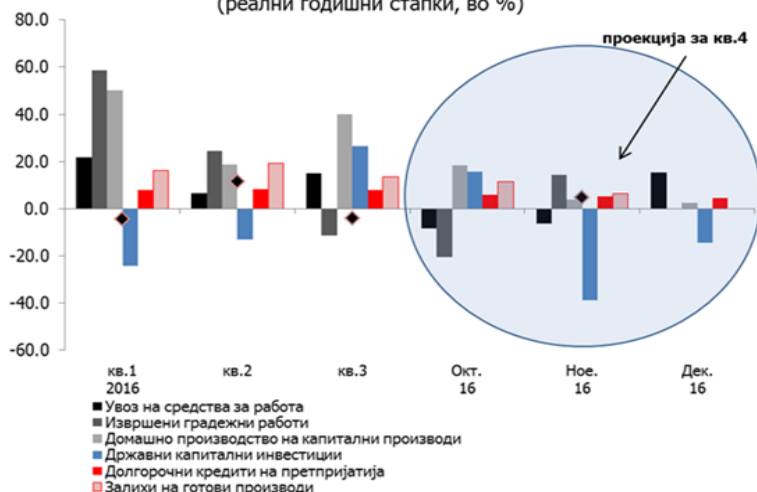 (реални годишни стапки, во %)
80.0
проекција за кв.4
60.0
40.0
20.0
0.0
-20.0
-40.0
-60.0
кв.1 кв.2 кв.3 Окт. Ное. Дек.
2016 16 16 16
Увоз на средства за работа
Извршени градежни работи
Домашно производство на капитални производи
Државни капитални инвестиции
Долгорочни кредити на претпријатија
Залихи на готови производи